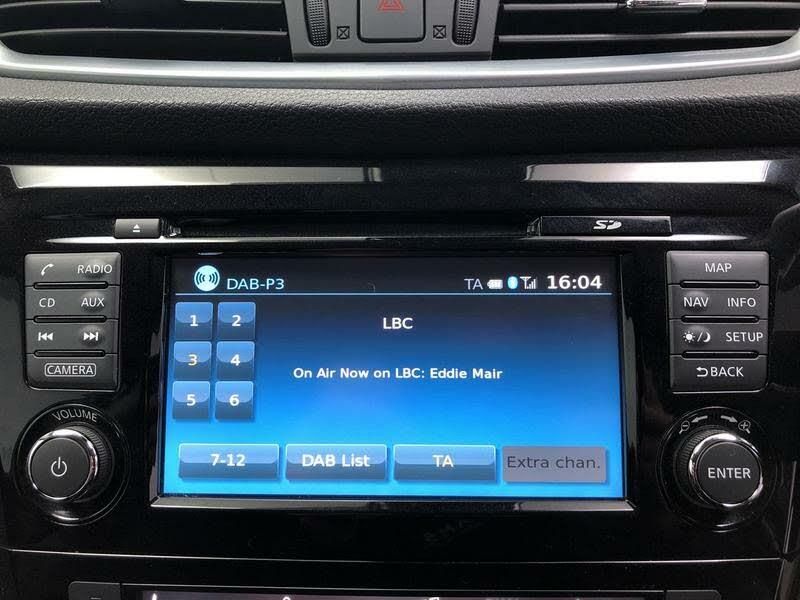 SD
RADIO
CD AUX
CAMERA
VOLUME
DAB-P3 TA 16:04
1 2
3 4
5 6
LBC
On Air Now on LBC: Eddie Mair
7-12 DAB List TA Extra chan.
MAP
NAV INFO
SETUP
BACK
ENTER